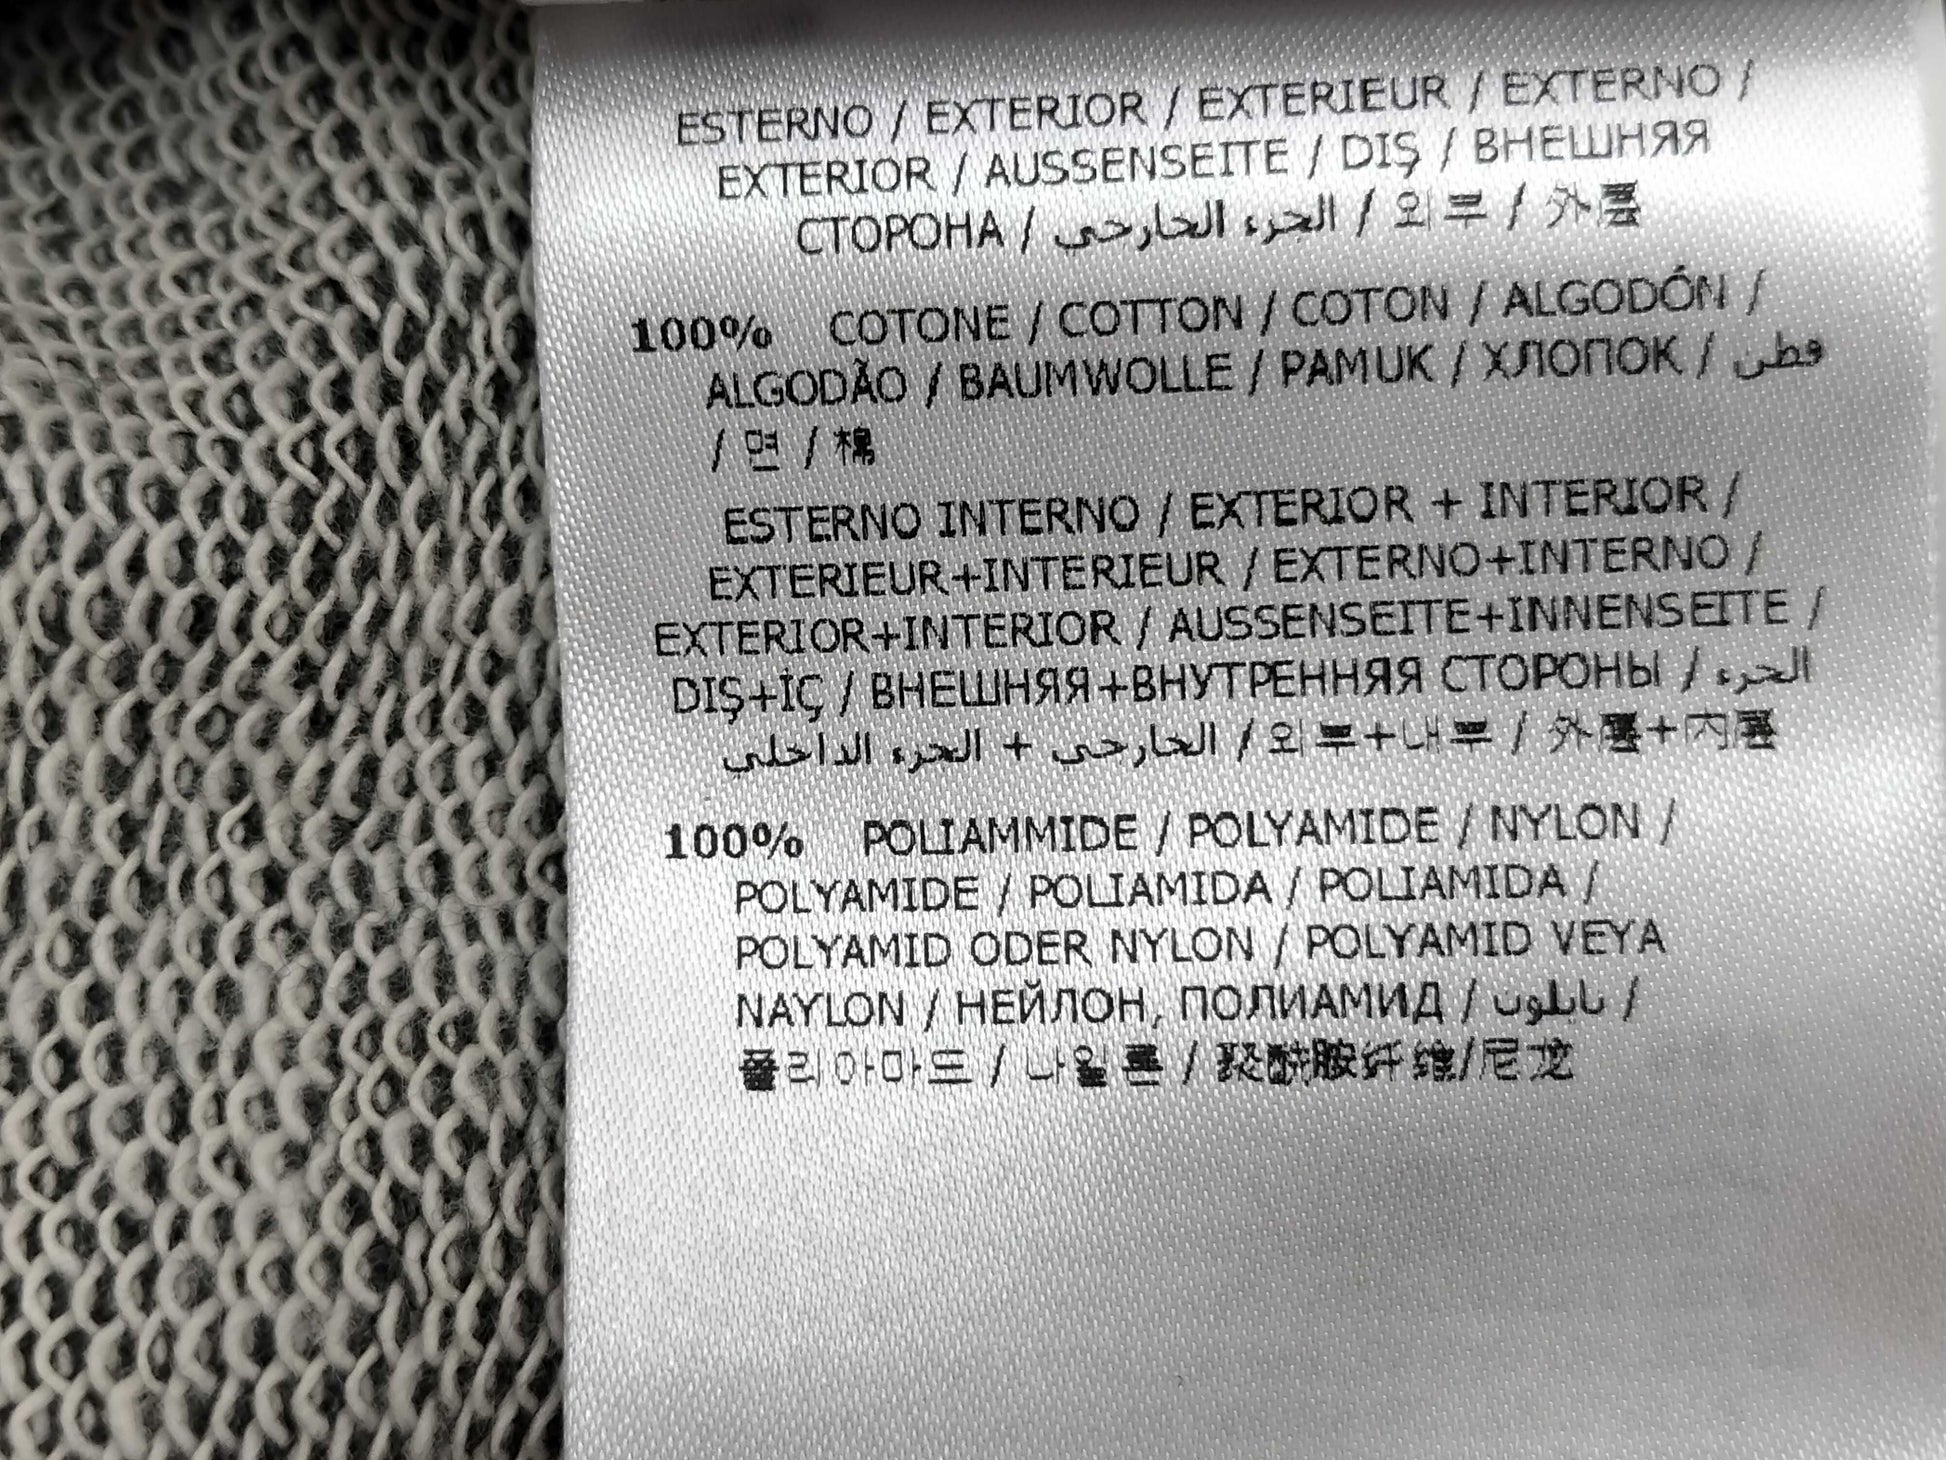 ESTERNO / EXTERIOR / EXTERIEUR / EXTERNO /
EXTERIOR / AUSSENSEITE / DIŞ / ВНЕШНЯЯ
СТОРОНА / الجزء الخارجي / 외부 / 外層
100% COTONE / COTTON / COTON / ALGODÓN /
ALGODÃO / BAUMWOLLE / PAMUK / ХЛОПОК / قطن
/ 면 / 棉
ESTERNO INTERNO / EXTERIOR + INTERIOR /
EXTERIEUR+INTERIEUR / EXTERNO+INTERNO /
EXTERIOR+INTERIOR / AUSSENSEITE+INNENSEITE /
DIŞ+İÇ / ВНЕШНЯЯ+ВНУТРЕННЯЯ СТОРОНЫ / الجزء
الخارجي + الجزء الداخلي / 외부+내부 / 外層+内層
100% POLIAMMIDE / POLYAMIDE / NYLON /
POLYAMIDE / POLIAMIDA / POLIAMIDA /
POLYAMID ODER NYLON / POLYAMID VEYA
NAYLON / НЕЙЛОН, ПОЛИАМИД / نايلون /
폴리아마드 / 나일론 / 聚酰胺纤维/尼龙